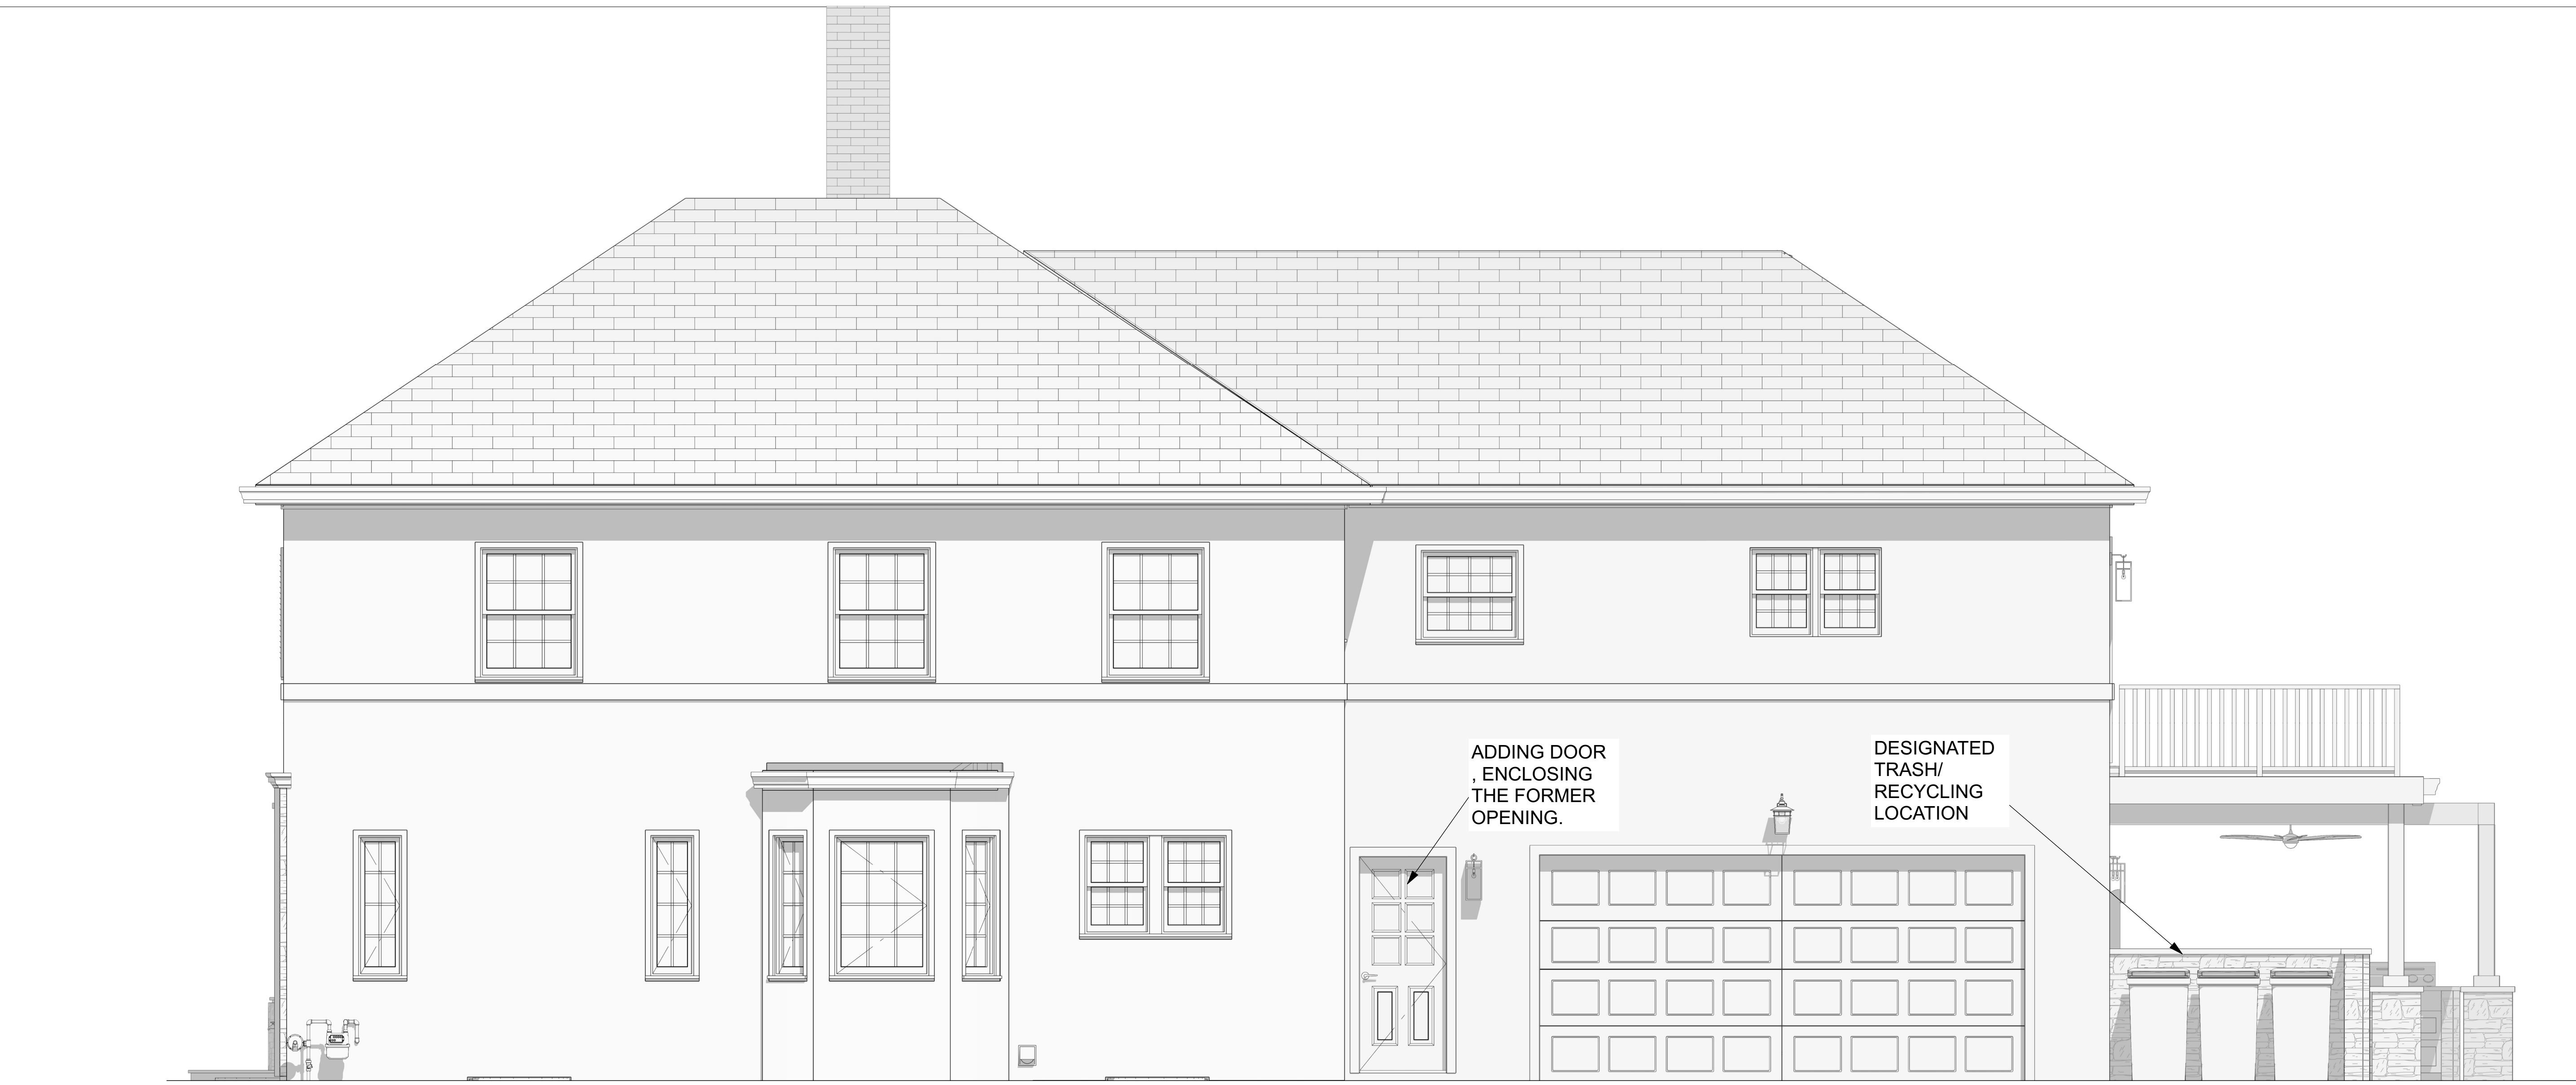 ADDING DOOR
, ENCLOSING
THE FORMER
OPENING.
DESIGNATED
TRASH/
RECYCLING
LOCATION